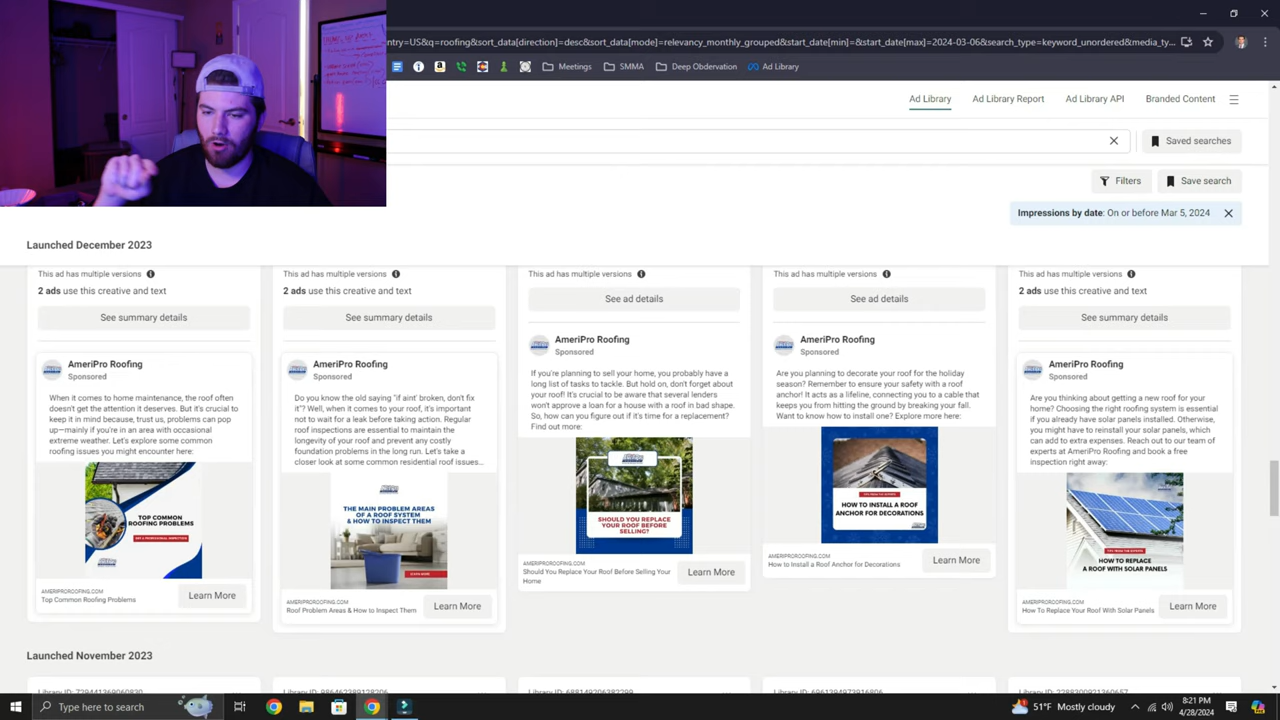 ntry=US&q=roofing&sort_data[direction]=desc&sort_data[mode]=relevancy_monthly_grouped&start_date[min]=&start_date[max]=2024-03-06&search_type=keyword_unordered&media_ty...
Meetings
SMMA
Deep Obdervation
Ad Library
Ad Library
Ad Library Report
Ad Library API
Branded Content
Saved searches
Filters
Save search
Impressions by date: On or before Mar 5, 2024
Launched December 2023
This ad has multiple versions
2 ads use this creative and text
See summary details
AmeriPro Roofing
Sponsored
When it comes to home maintenance, the roof often
doesn't get the attention it deserves. But it's crucial to
keep it in mind because, trust us, problems can pop
up—mainly if you're in an area with occasional
extreme weather. Let's explore some common
roofing issues you might encounter here:
TOP COMMON
ROOFING PROBLEMS
GET A PROFESSIONAL INSPECTION
AMERIPROROOFING.COM
Top Common Roofing Problems
Learn More
This ad has multiple versions
2 ads use this creative and text
See summary details
AmeriPro Roofing
Sponsored
Do you know the old saying "if aint' broken, don't fix
it"? Well, when it comes to your roof, it's important
not to wait for a leak before taking action. Regular
roof inspections are essential to maintain the
longevity of your roof and prevent any costly
foundation problems in the long run. Let's take a
closer look at some common residential roof issues...
THE MAIN PROBLEM AREAS
OF A ROOF SYSTEM
& HOW TO INSPECT THEM
LEARN MORE
AMERIPROROOFING.COM
Roof Problem Areas & How to Inspect Them
Learn More
This ad has multiple versions
See ad details
AmeriPro Roofing
Sponsored
If you're planning to sell your home, you probably have a
long list of tasks to tackle. But hold on, don't forget about
your roof! It's crucial to be aware that several lenders
won't approve a loan for a house with a roof in bad shape.
So, how can you figure out if it's time for a replacement?
Find out more:
SHOULD YOU REPLACE
YOUR ROOF BEFORE
SELLING?
AMERIPROROOFING.COM
Should You Replace Your Roof Before Selling Your
Home
Learn More
This ad has multiple versions
See ad details
AmeriPro Roofing
Sponsored
Are you planning to decorate your roof for the holiday
season? Remember to ensure your safety with a roof
anchor! It acts as a lifeline, connecting you to a cable that
keeps you from hitting the ground by breaking your fall.
Want to know how to install one? Explore more here:
TIPS FROM THE EXPERTS
HOW TO INSTALL A ROOF
ANCHOR FOR DECORATIONS
AMERIPROROOFING.COM
How to Install a Roof Anchor for Decorations
Learn More
This ad has multiple versions
2 ads use this creative and text
See summary details
AmeriPro Roofing
Sponsored
Are you thinking about getting a new roof for your
home? Choosing the right roofing system is essential
if you already have solar panels installed. Otherwise,
you might have to reinstall your solar panels, which
can add to extra expenses. Reach out to our team of
experts at AmeriPro Roofing and book a free
inspection right away:
TIPS FROM THE EXPERTS
HOW TO REPLACE
A ROOF WITH SOLAR PANELS
AMERIPROROOFING.COM
How To Replace Your Roof With Solar Panels
Learn More
Launched November 2023
Type here to search
51°F Mostly cloudy
8:21 PM
4/28/2024